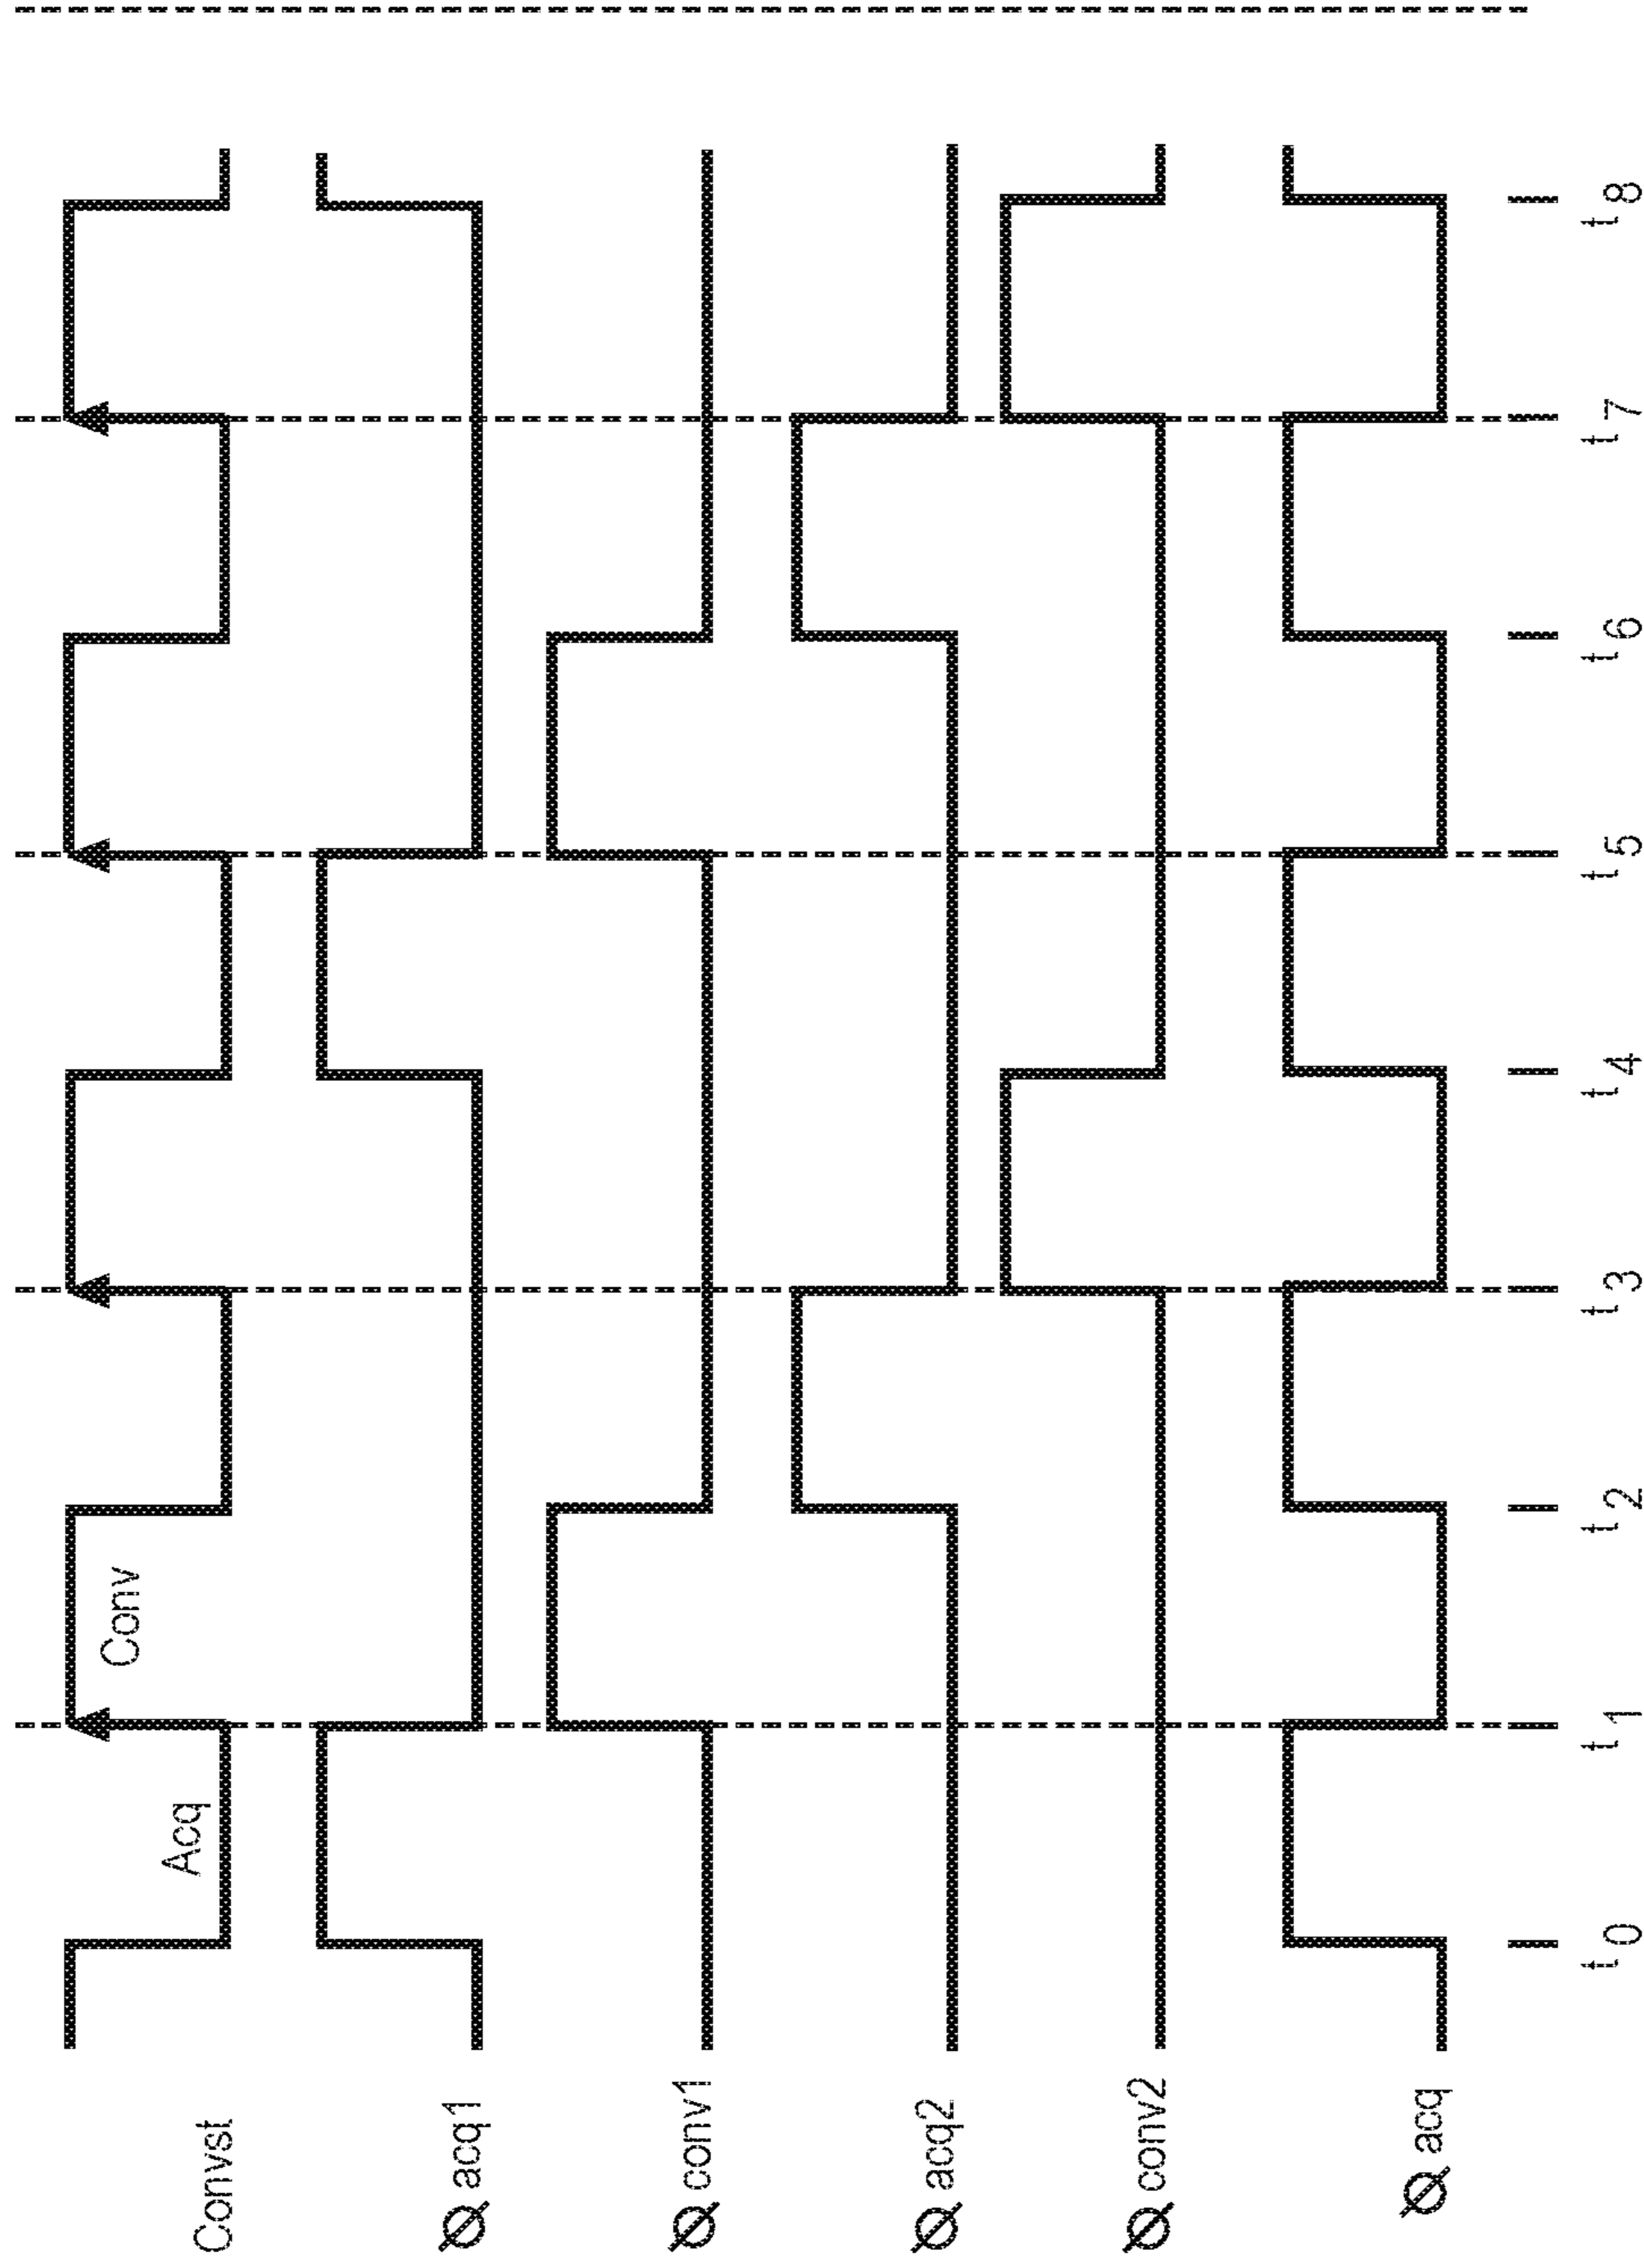 Convst
Acq
Conv
Ø acq1
Ø conv1
Ø acq2
Ø conv2
Ø acq
t0 t1 t2 t3 t4 t5 t6 t7 t8